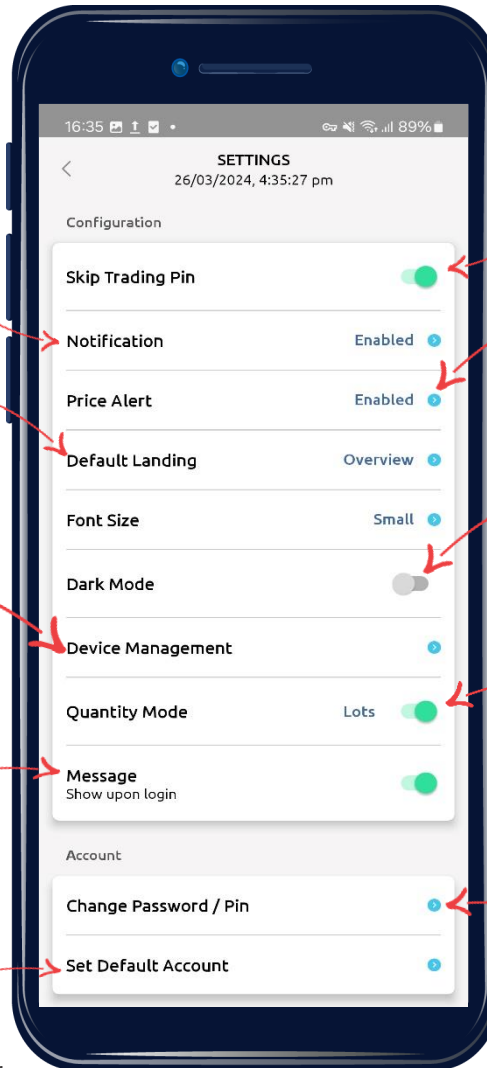 16:35 89%
SETTINGS
26/03/2024, 4:35:27 pm
Configuration
Skip Trading Pin
Notification Enabled
Price Alert Enabled
Default Landing Overview
Font Size Small
Dark Mode
Device Management
Quantity Mode Lots
Message
Show upon login
Account
Change Password / Pin
Set Default Account